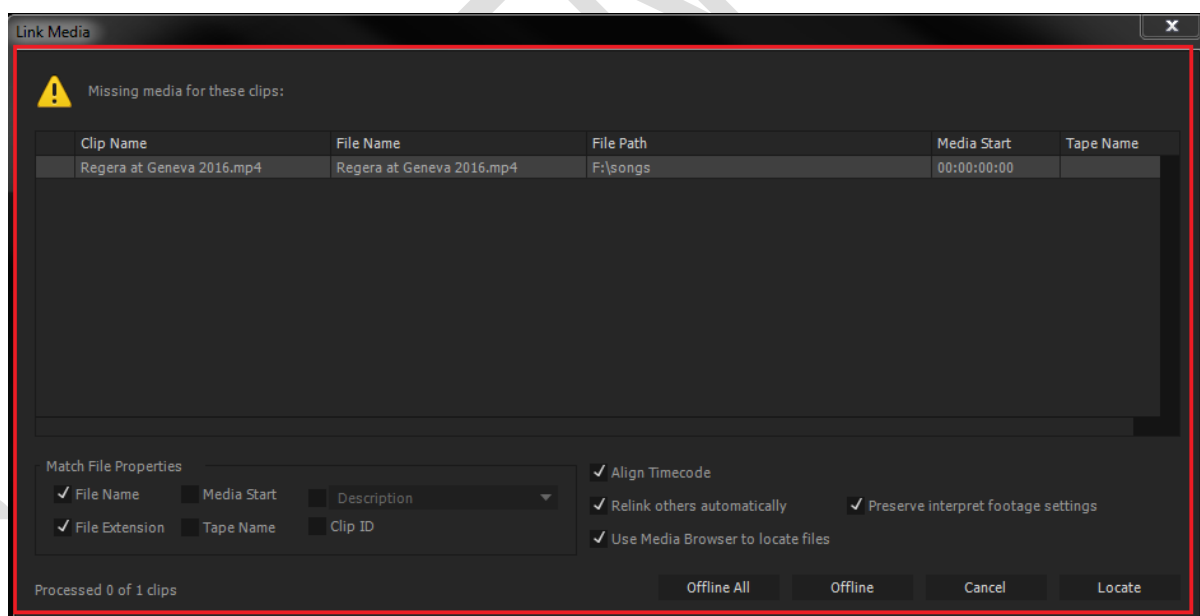 Link Media
x
Missing media for these clips:
Clip Name File Name File Path Media Start Tape Name
Regera at Geneva 2016.mp4 Regera at Geneva 2016.mp4 F:\songs 00:00:00:00
Match File Properties
Align Timecode
File Name Media Start Description
Relink others automatically Preserve interpret footage settings
File Extension Tape Name Clip ID
Use Media Browser to locate files
Processed 0 of 1 clips Offline All Offline Cancel Locate